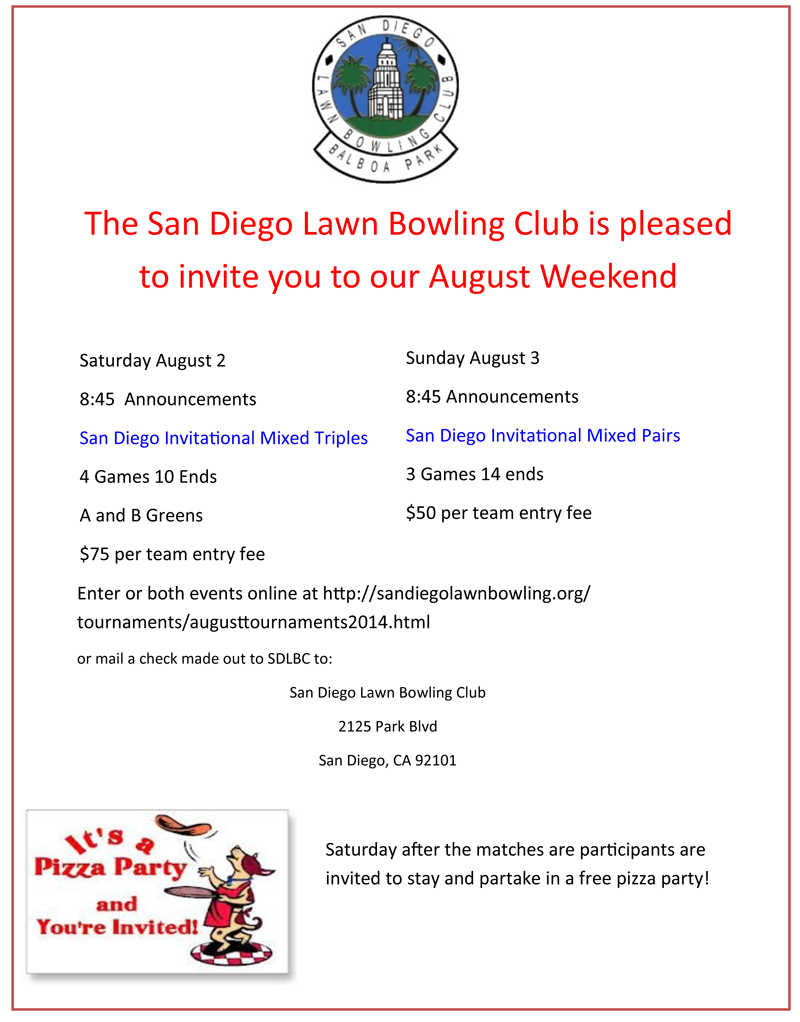 SAN DIEGO
LAWN BOWLING CLUB
BALBOA PARK
The San Diego Lawn Bowling Club is pleased
to invite you to our August Weekend
Saturday August 2
8:45 Announcements
San Diego Invitational Mixed Triples
4 Games 10 Ends
A and B Greens
$75 per team entry fee
Sunday August 3
8:45 Announcements
San Diego Invitational Mixed Pairs
3 Games 14 ends
$50 per team entry fee
Enter or both events online at http://sandiegolawnbowling.org/
tournaments/augusttournaments2014.html
or mail a check made out to SDLBC to:
San Diego Lawn Bowling Club
2125 Park Blvd
San Diego, CA 92101
It's a
Pizza Party
and
You're Invited!
Saturday after the matches are participants are
invited to stay and partake in a free pizza party!